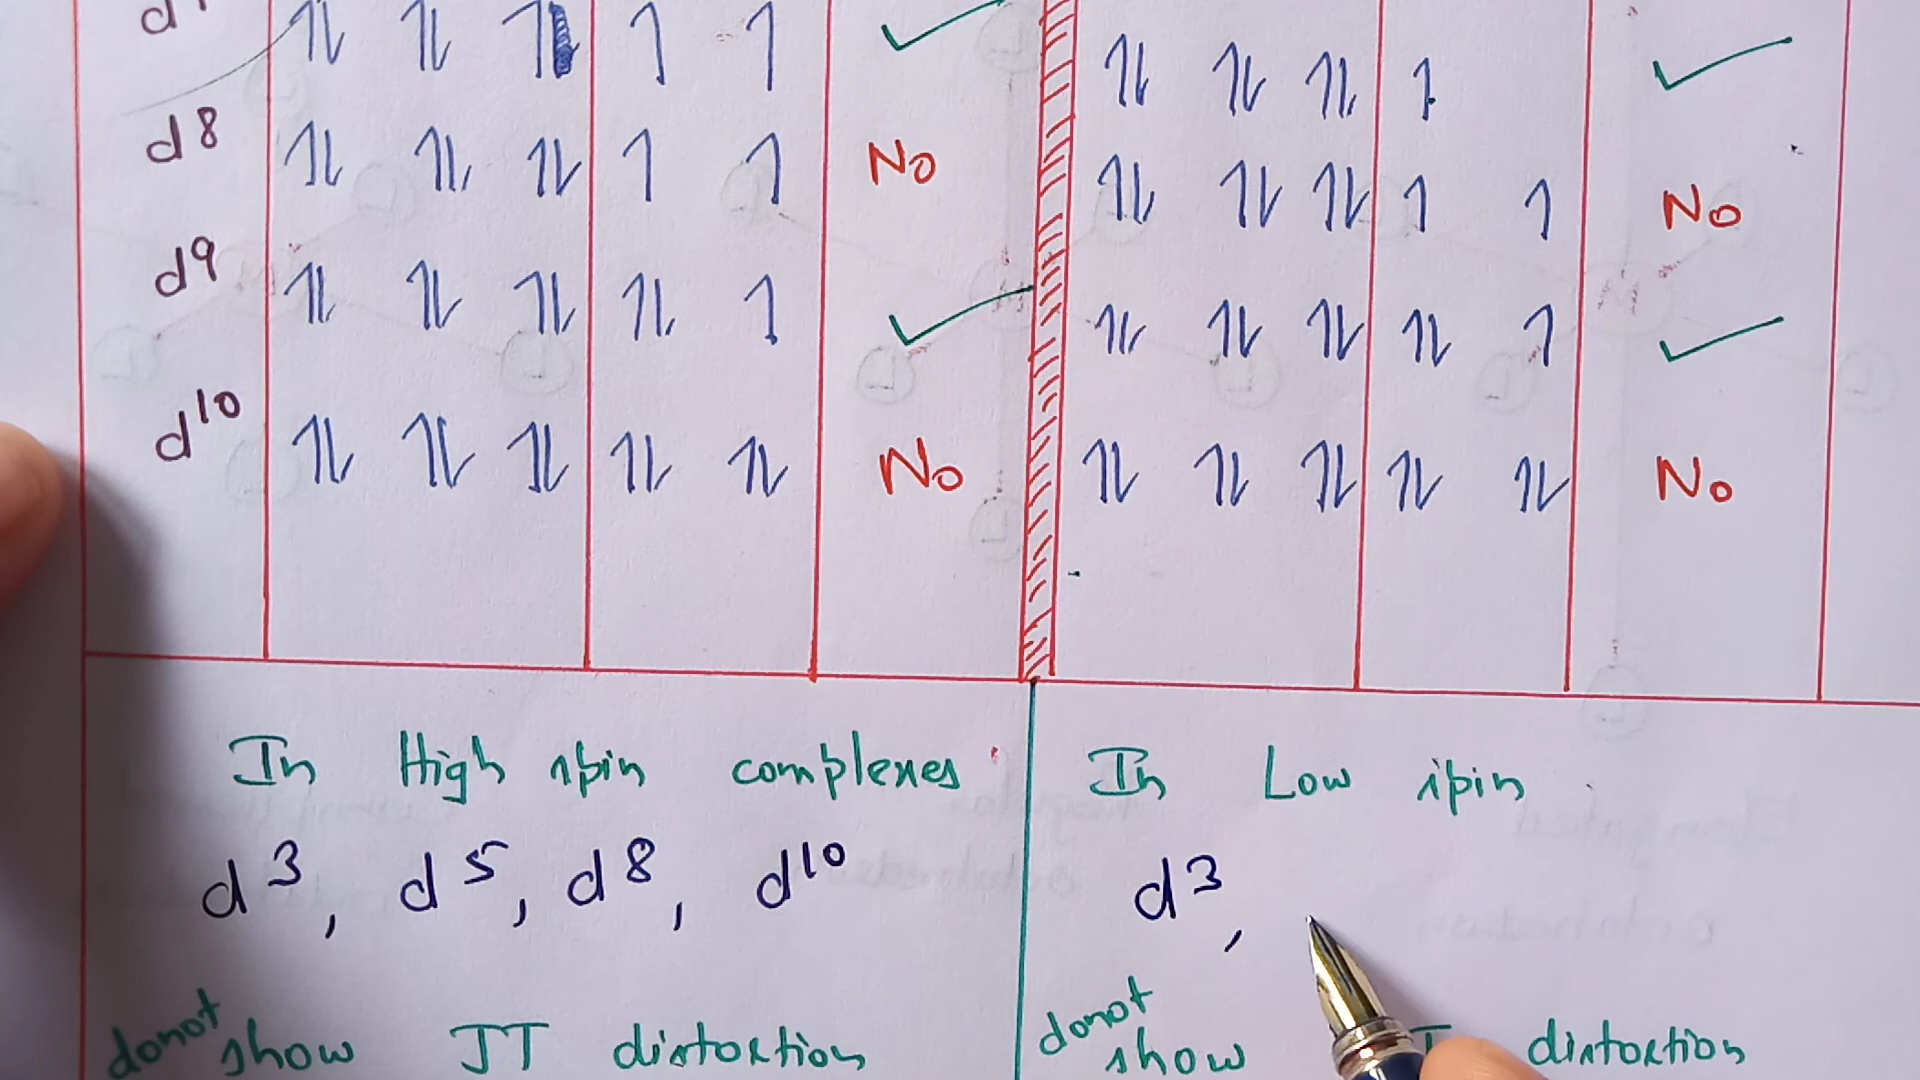 d8 No No
d9
d10 No No
In High spin complexes In Low spin
d3, d5, d8, d10 d3,
donot show JT distortion donot show distortion